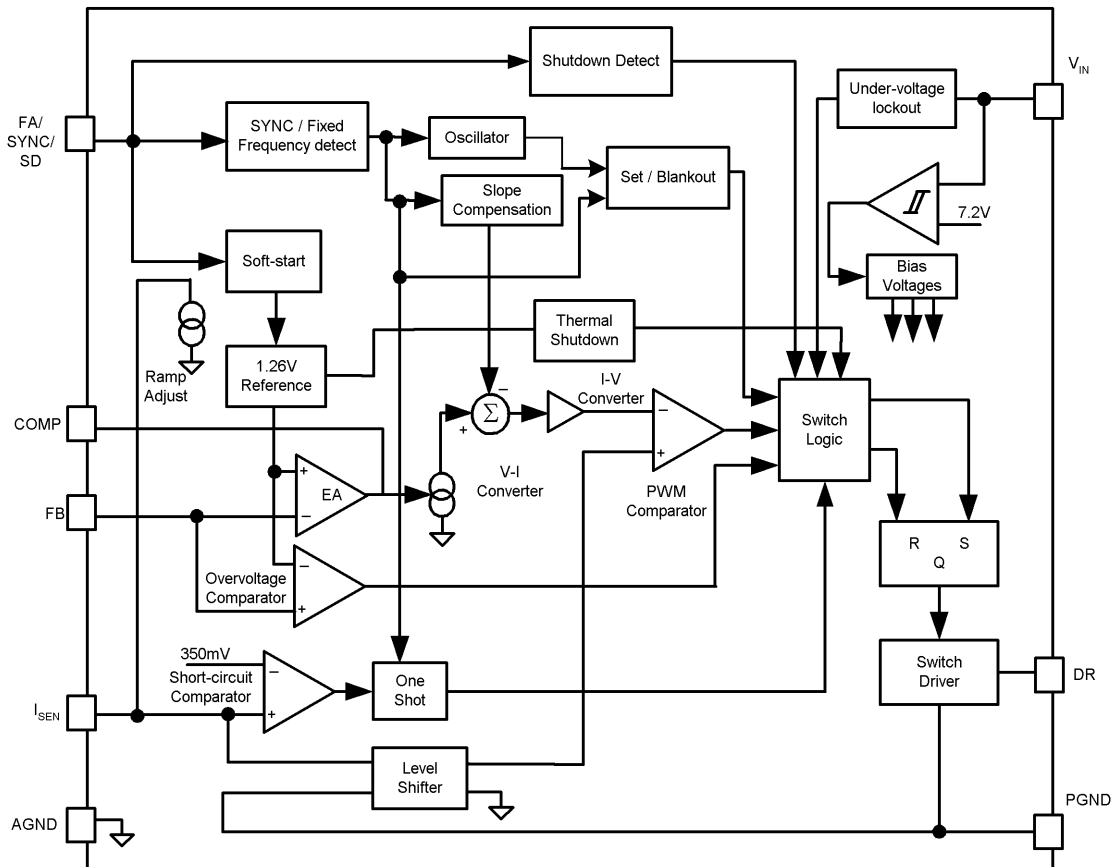 Shutdown Detect
V_IN
Under-voltage
lockout
FA/
SYNC/
SD
SYNC / Fixed
Frequency detect
Oscillator
Set / Blankout
Slope
Compensation
7.2V
Soft-start
Bias
Voltages
Thermal
Shutdown
1.26V
Reference
Ramp
Adjust
I-V
Converter
−
Σ
+
−
+
COMP
Switch
Logic
V-I
Converter
PWM
Comparator
+
EA
−
FB
R S
Q
Overvoltage
Comparator
−
+
350mV
Short-circuit
Comparator
−
+
One
Shot
Switch
Driver
DR
I_SEN
Level
Shifter
PGND
AGND